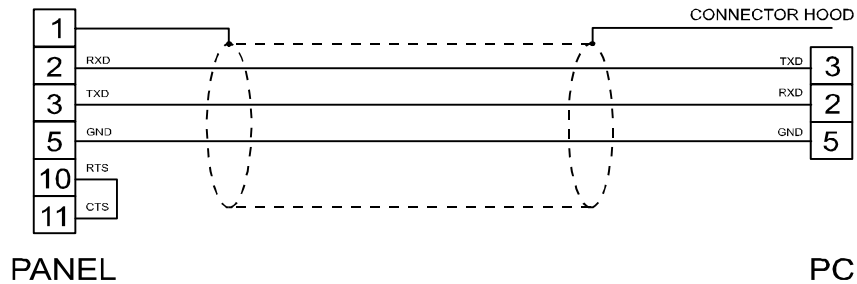 CONNECTOR HOOD
1
2 RXD TXD 3
3 TXD RXD 2
5 GND GND 5
10 RTS
11 CTS
PANEL PC